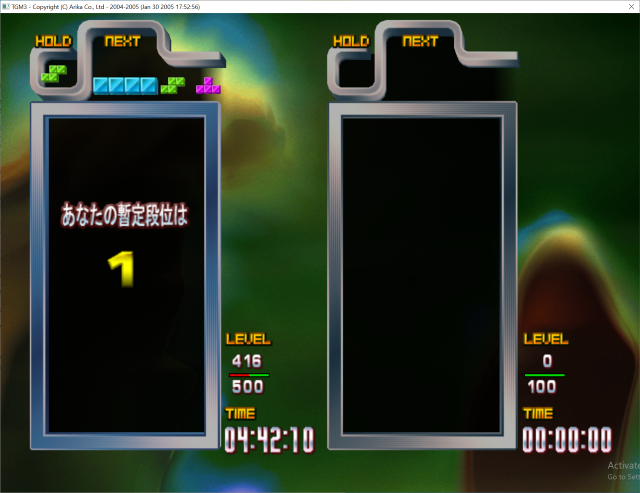 TGM3 - Copyright (C) Arika Co., Ltd - 2004-2005 (Jan 30 2005 17:52:56)
HOLD NEXT
HOLD NEXT
あなたの暫定段位は
1
LEVEL
416
500
TIME
04:42:10
LEVEL
0
100
TIME
00:00:00
Activate
Go to Sett